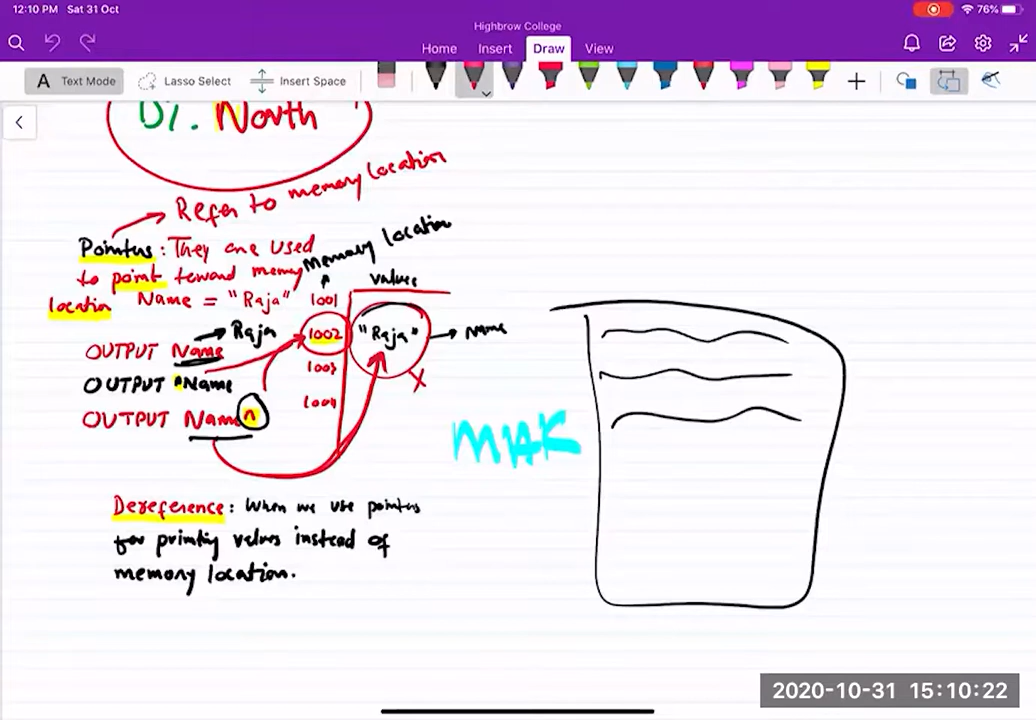 12:10 PM Sat 31 Oct
76%
Highbrow College
Home Insert Draw View
A Text Mode Lasso Select Insert Space
North
Refer to memory location
Pointers : They are used
to point toward memory
location
Memory location
values
Name = "Raja"
1001
Raja
1002 "Raja" Name
OUTPUT Name
1003
OUTPUT ^Name
X
1004
OUTPUT Name^
MAK
Dereference : When we use pointers
for printing values instead of
memory location.
2020-10-31 15:10:22